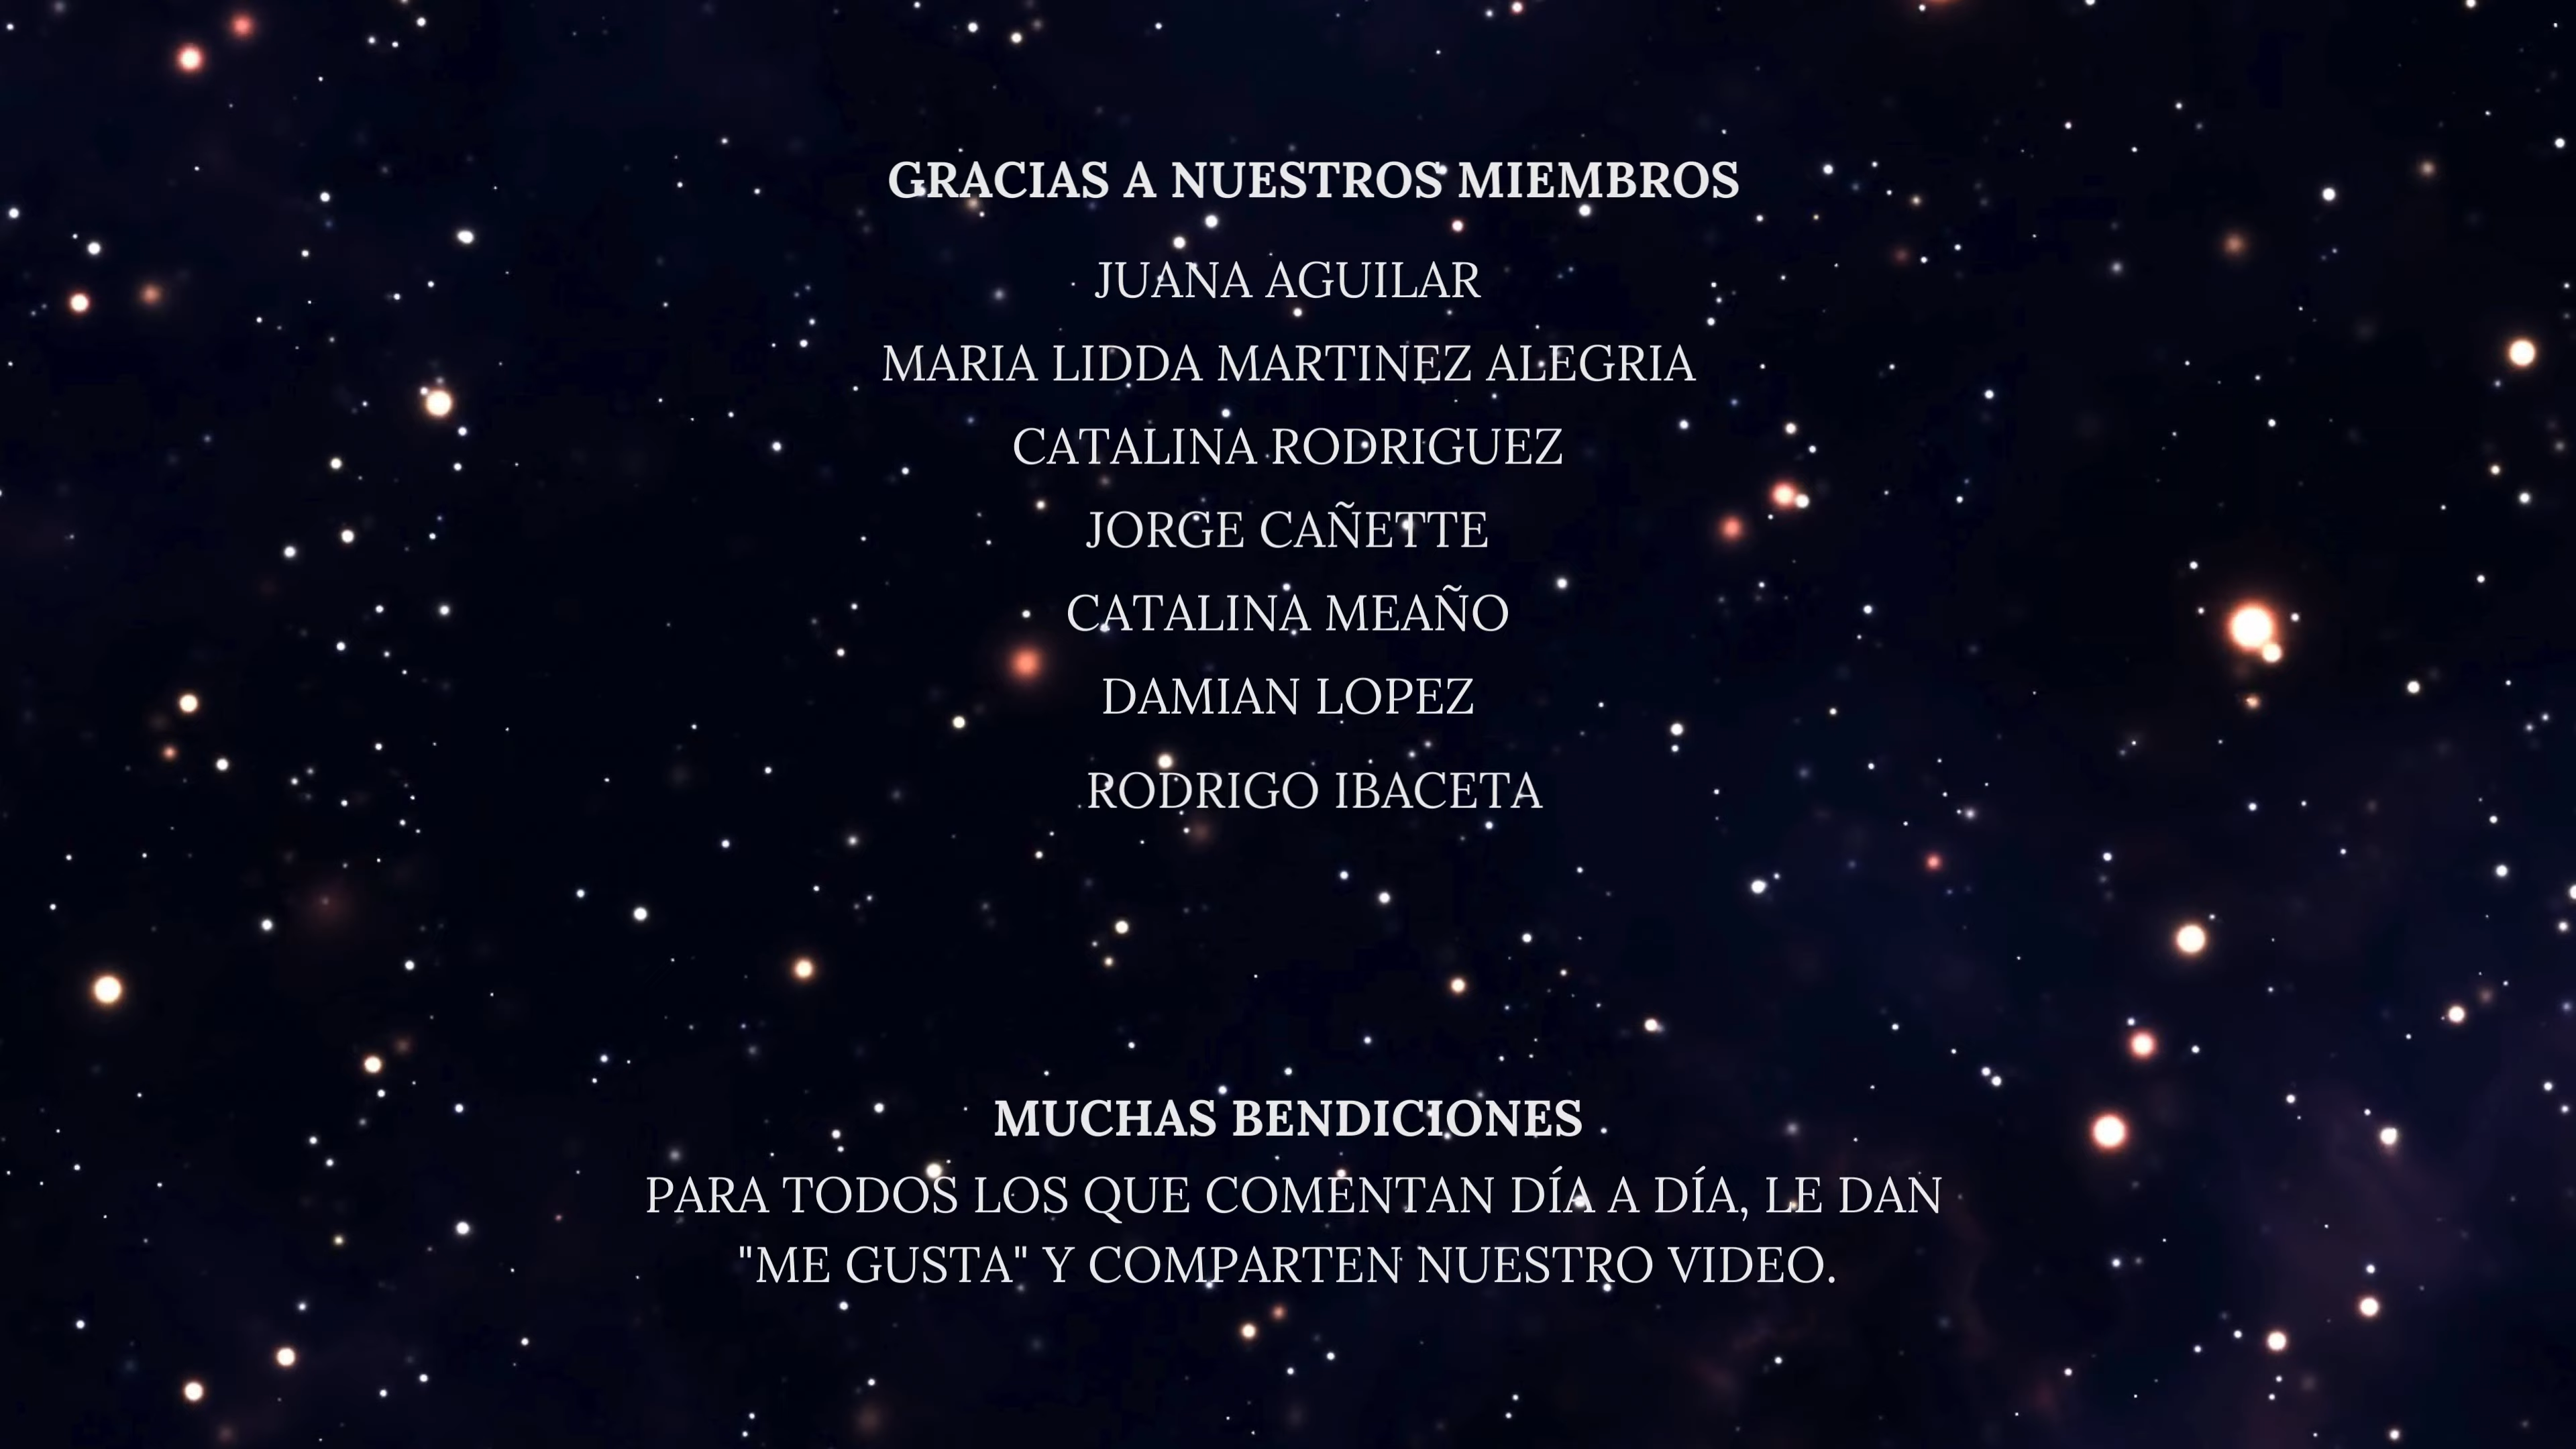 GRACIAS A NUESTROS MIEMBROS
JUANA AGUILAR
MARIA LIDDA MARTINEZ ALEGRIA
CATALINA RODRIGUEZ
JORGE CAÑETTE
CATALINA MEAÑO
DAMIAN LOPEZ
RODRIGO IBACETA
MUCHAS BENDICIONES
PARA TODOS LOS QUE COMENTAN DÍA A DÍA, LE DAN
"ME GUSTA" Y COMPARTEN NUESTRO VIDEO.